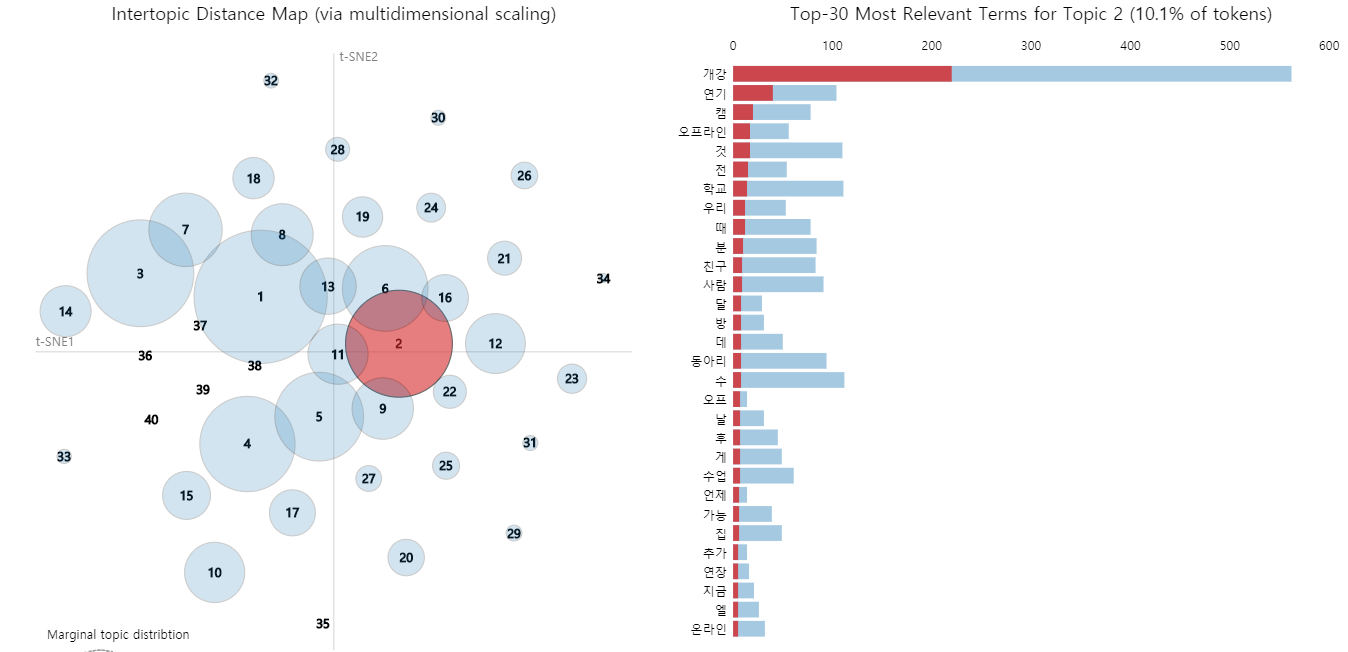 Intertopic Distance Map (via multidimensional scaling)
t-SNE2
32
30
28
18
26
24
19
7
8
21
3
34
13
6
1
16
14
37
t-SNE1
2
12
11
36
38
23
39
22
9
5
40
4
31
33
25
27
15
17
29
20
10
35
Marginal topic distribtion
Top-30 Most Relevant Terms for Topic 2 (10.1% of tokens)
0 100 200 300 400 500 600
개강
연기
캠
오프라인
것
전
학교
우리
때
분
친구
사람
달
방
데
동아리
수
오프
날
후
게
수업
언제
가능
집
추가
연장
지금
엘
온라인